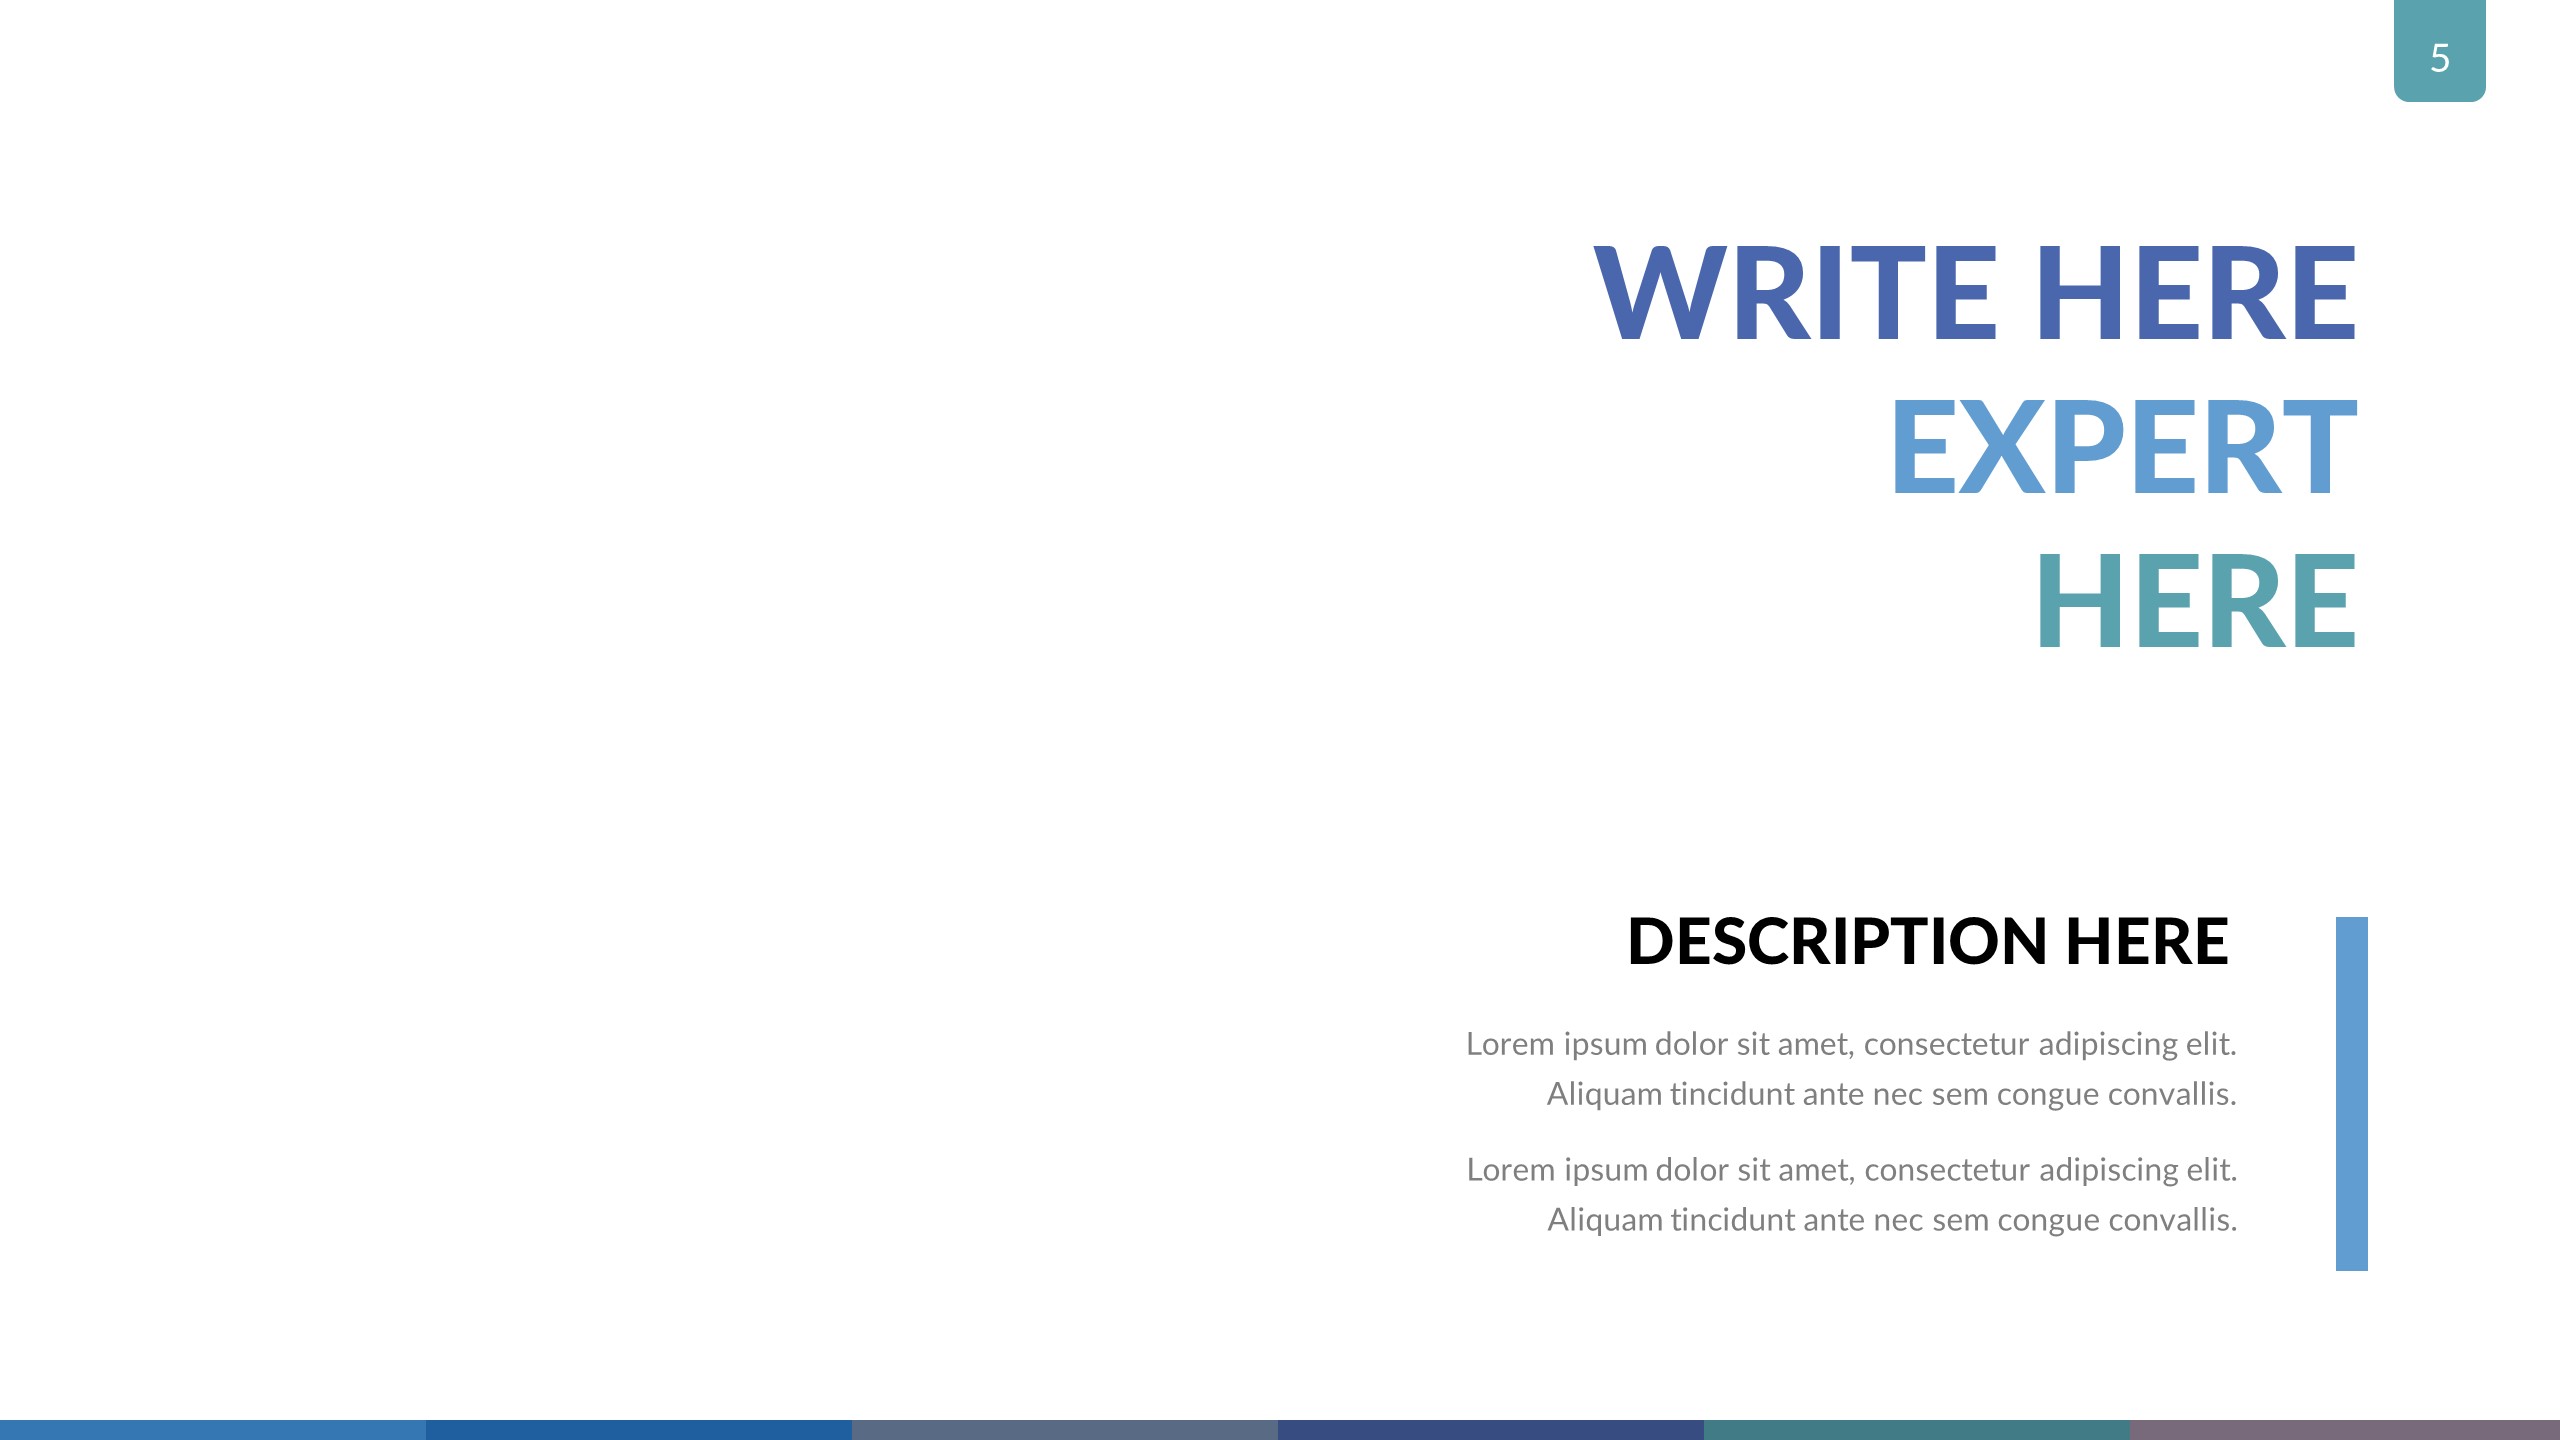 5
WRITE HERE
EXPERT
HERE
DESCRIPTION HERE
Lorem ipsum dolor sit amet, consectetur adipiscing elit.
Aliquam tincidunt ante nec sem congue convallis.
Lorem ipsum dolor sit amet, consectetur adipiscing elit.
Aliquam tincidunt ante nec sem congue convallis.